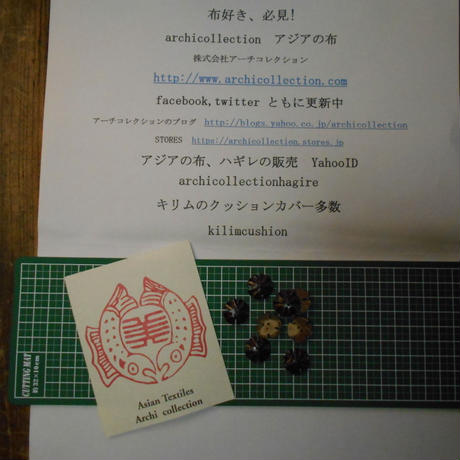 布好き、必見!
archicollection アジアの布
株式会社アーチコレクション
http://www.archicollection.com
facebook,twitter ともに更新中
アーチコレクションのブログ http://blogs.yahoo.co.jp/archicollection
STORES https://archicollection.stores.jp
アジアの布、ハギレの販売 YahooID
archicollectionhagire
キリムのクッションカバー多数
kilimcushion
CUTTING MAT
約32×10cm
Asian Textiles
Archi collection